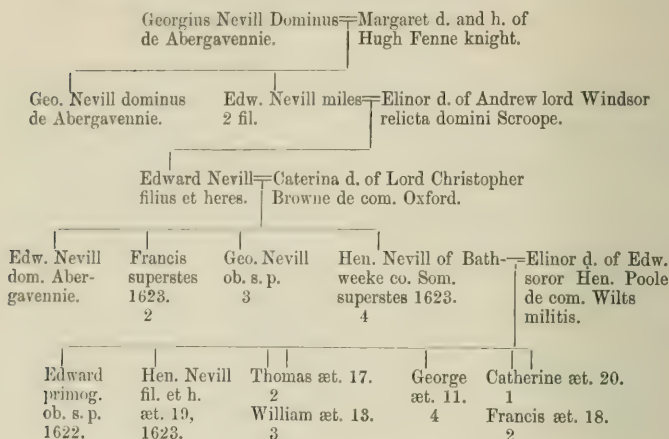 Georgius Nevill Dominus=Margaret d. and h. of
de Abergavennie. Hugh Fenne knight.
Geo. Nevill dominus
de Abergavennie.
Edw. Nevill miles=Elinor d. of Andrew lord Windsor
2 fil. relicta domini Scroope.
Edward Nevill=Caterina d. of Lord Christopher
filius et heres. Browne de com. Oxford.
Edw. Nevill
dom. Aber-
gavennie.
Francis
superstes
1623.
2
Geo. Nevill
ob. s. p.
3
Hen. Nevill of Bath-=Elinor d. of Edw.
weeke co. Som. soror Hen. Poole
superstes 1623. de com. Wilts
4 militis.
Edward
primog.
ob. s. p.
1622.
Hen. Nevill
fil. et h.
æt. 19,
1623.
Thomas æt. 17.
2
William æt. 13.
3
George
æt. 11.
4
Catherine æt. 20.
1
Francis æt. 18.
2